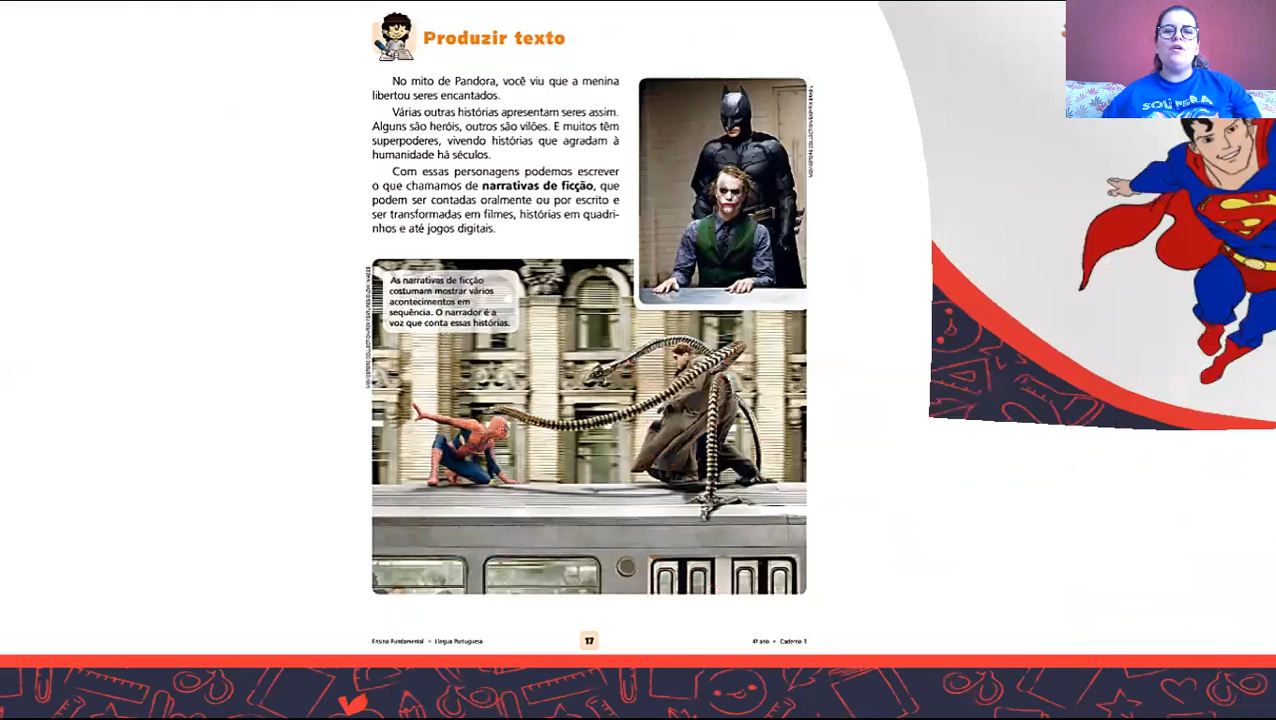 Produzir texto
No mito de Pandora, você viu que a menina
libertou seres encantados.
Várias outras histórias apresentam seres assim.
Alguns são heróis, outros são vilões. E muitos têm
superpoderes, vivendo histórias que agradam à
humanidade há séculos.
Com essas personagens podemos escrever
o que chamamos de narrativas de ficção, que
podem ser contadas oralmente ou por escrito e
ser transformadas em filmes, histórias em quadri-
nhos e até jogos digitais.
As narrativas de ficção
costumam mostrar vários
acontecimentos em
sequência. O narrador é a
voz que conta essas histórias.
Ensino Fundamental • Língua Portuguesa
17
4º ano • Caderno 1
SOU FERA